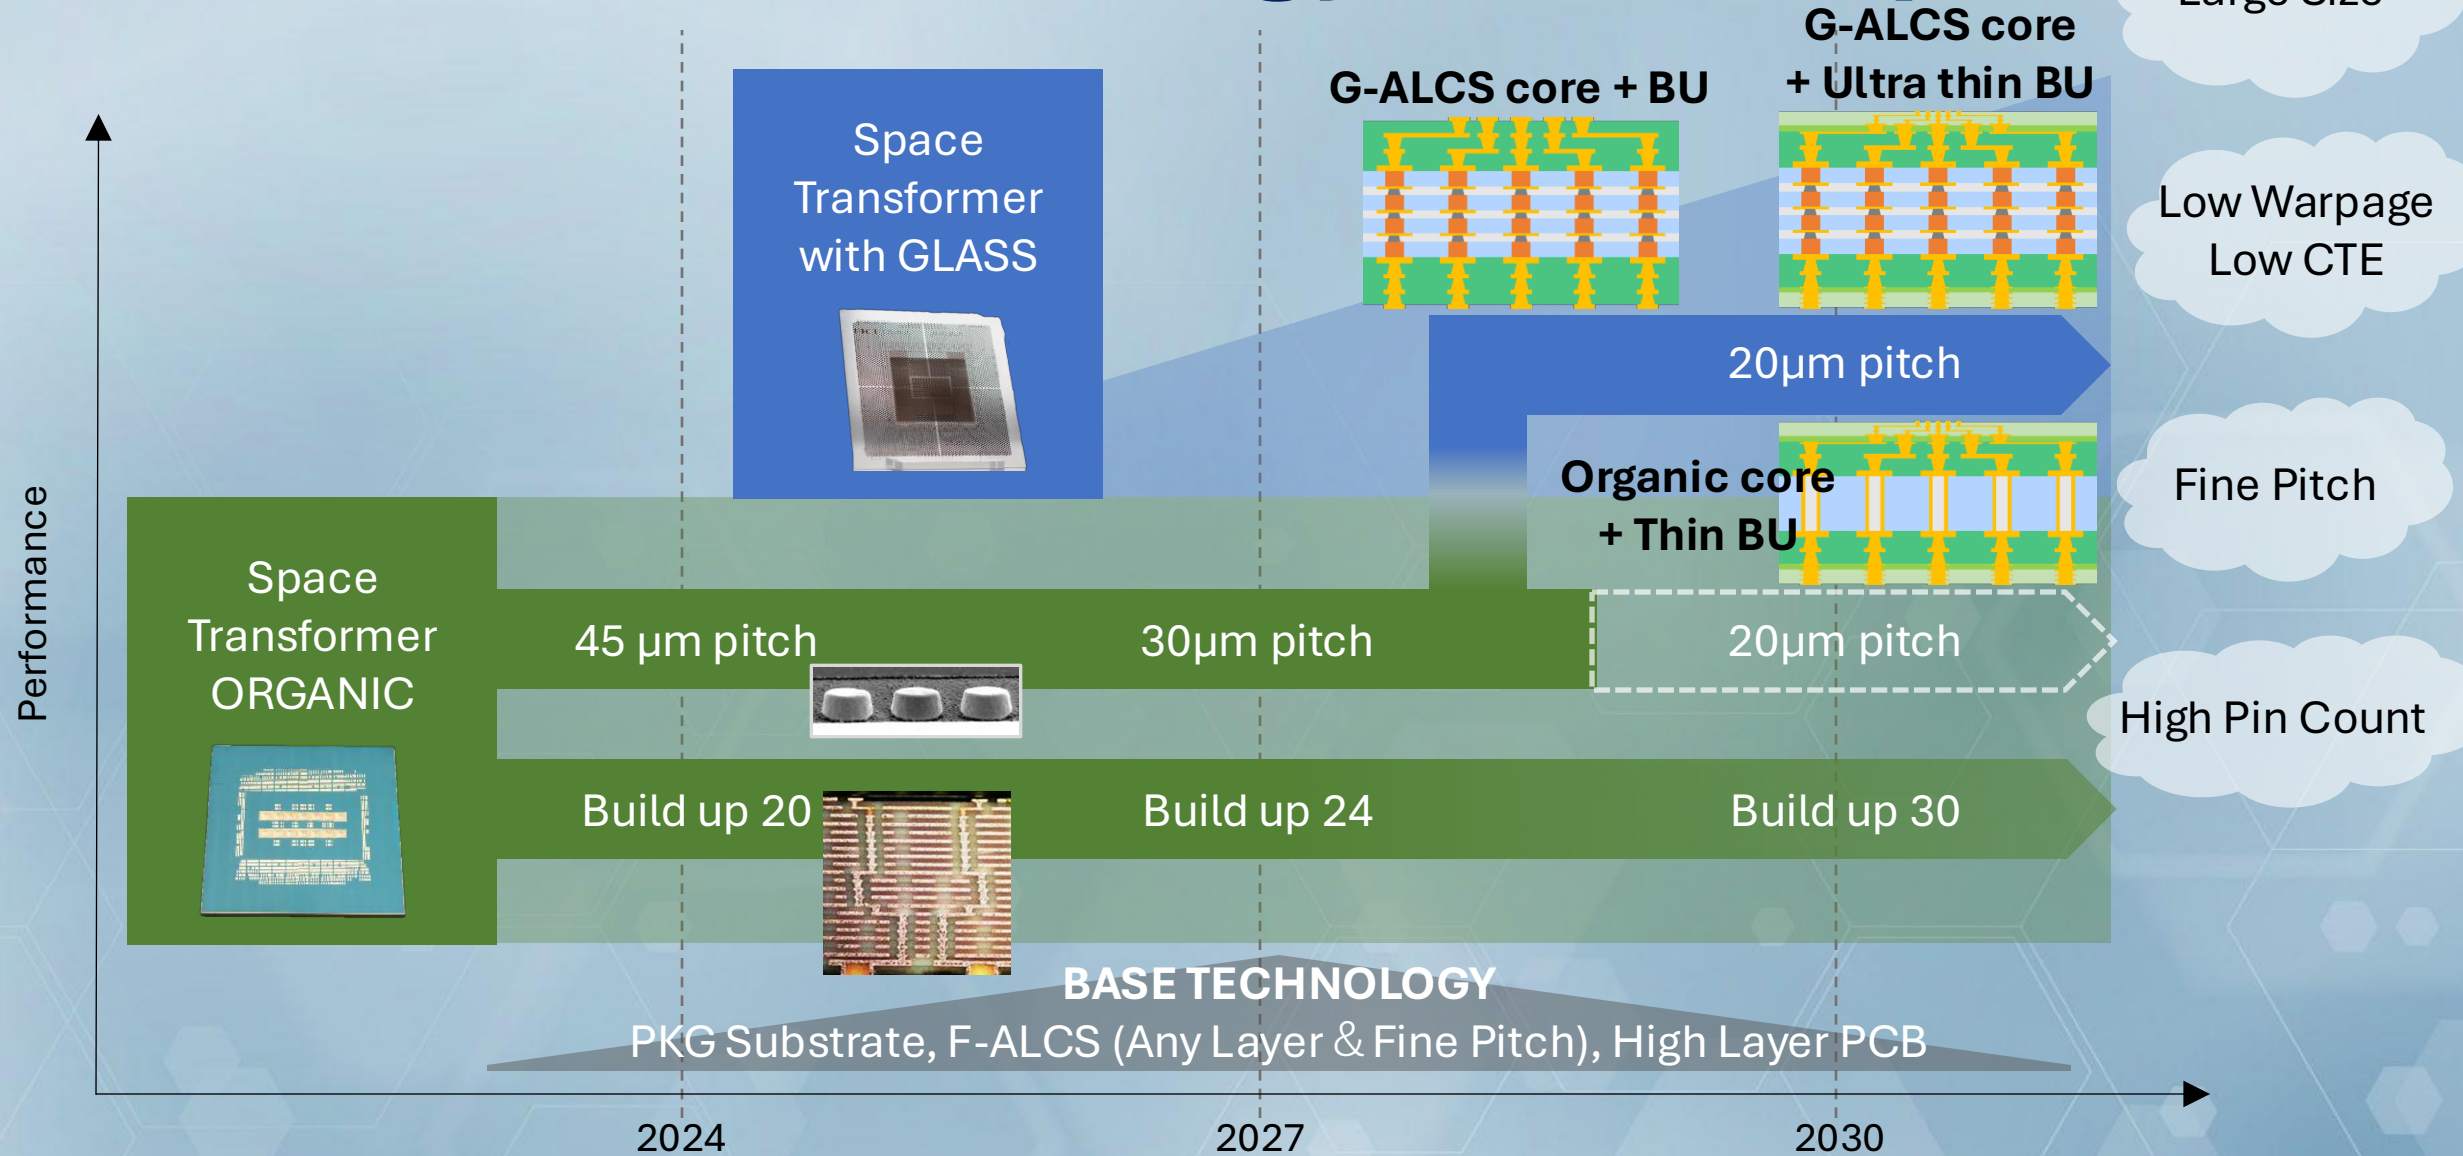 Large Size
G-ALCS core
+ Ultra thin BU
G-ALCS core + BU
Space
Transformer
with GLASS
Low Warpage
Low CTE
20µm pitch
Organic core
+ Thin BU
Fine Pitch
Performance
Space
Transformer
ORGANIC
45 µm pitch
30µm pitch
20µm pitch
High Pin Count
Build up 20
Build up 24
Build up 30
BASE TECHNOLOGY
PKG Substrate, F-ALCS (Any Layer & Fine Pitch), High Layer PCB
2024
2027
2030